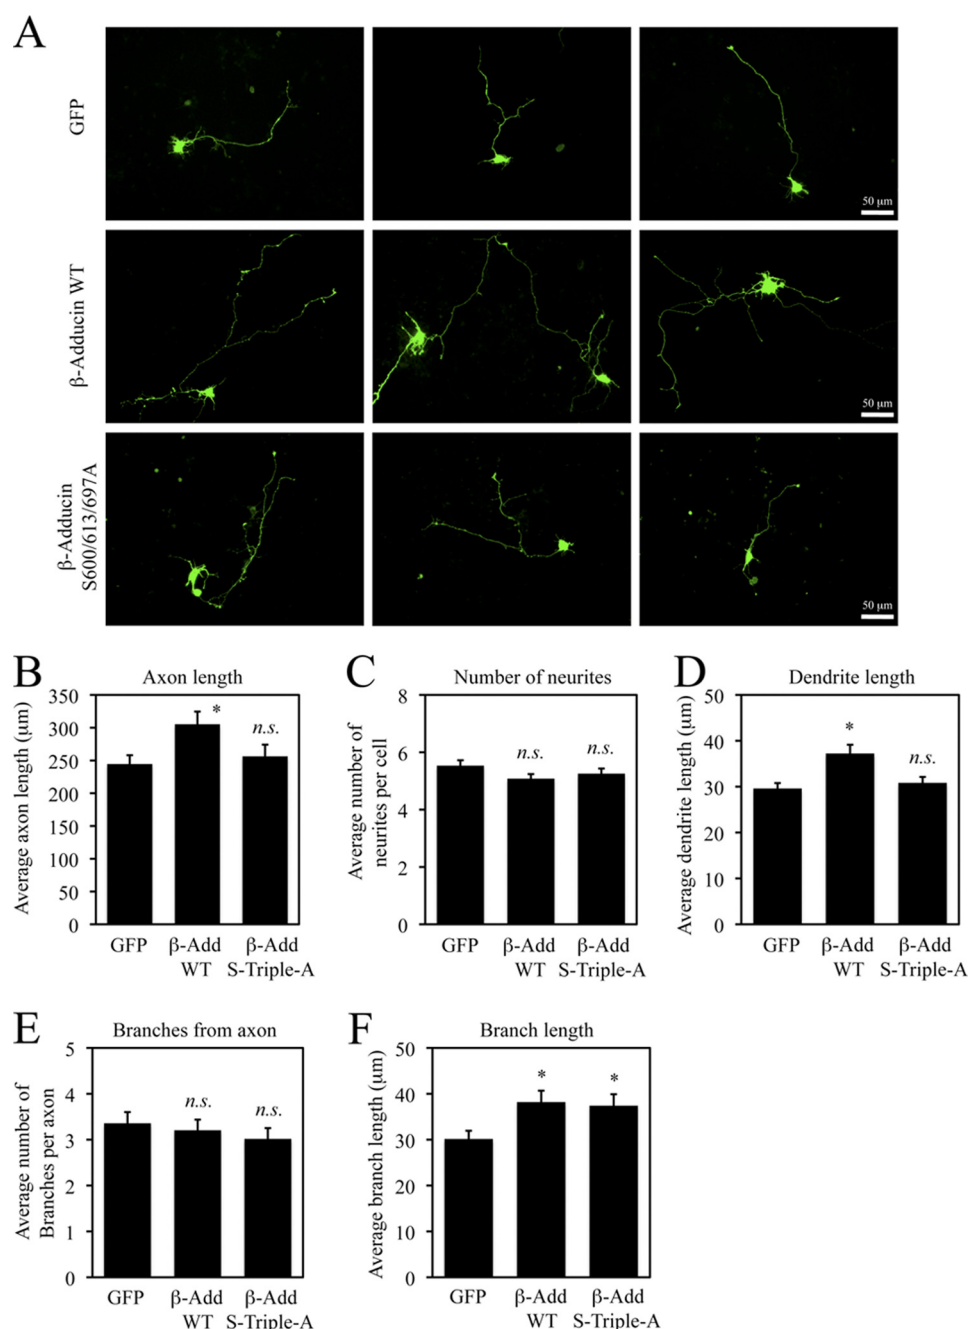 A
GFP
50 μm
β-Adducin WT
50 μm
β-Adducin
S600/613/697A
50 μm
B
Axon length
Average axon length (μm)
350
300
250
200
150
100
50
0
*
n.s.
GFP
β-Add
WT
β-Add
S-Triple-A
C
Number of neurites
Average number of
neurites per cell
8
6
4
2
0
n.s.
n.s.
GFP
β-Add
WT
β-Add
S-Triple-A
D
Dendrite length
Average dendrite length (μm)
50
40
30
20
10
0
*
n.s.
GFP
β-Add
WT
β-Add
S-Triple-A
E
Branches from axon
Average number of
Branches per axon
5
4
3
2
1
0
n.s.
n.s.
GFP
β-Add
WT
β-Add
S-Triple-A
F
Branch length
Average branch length (μm)
50
40
30
20
10
0
*
*
GFP
β-Add
WT
β-Add
S-Triple-A